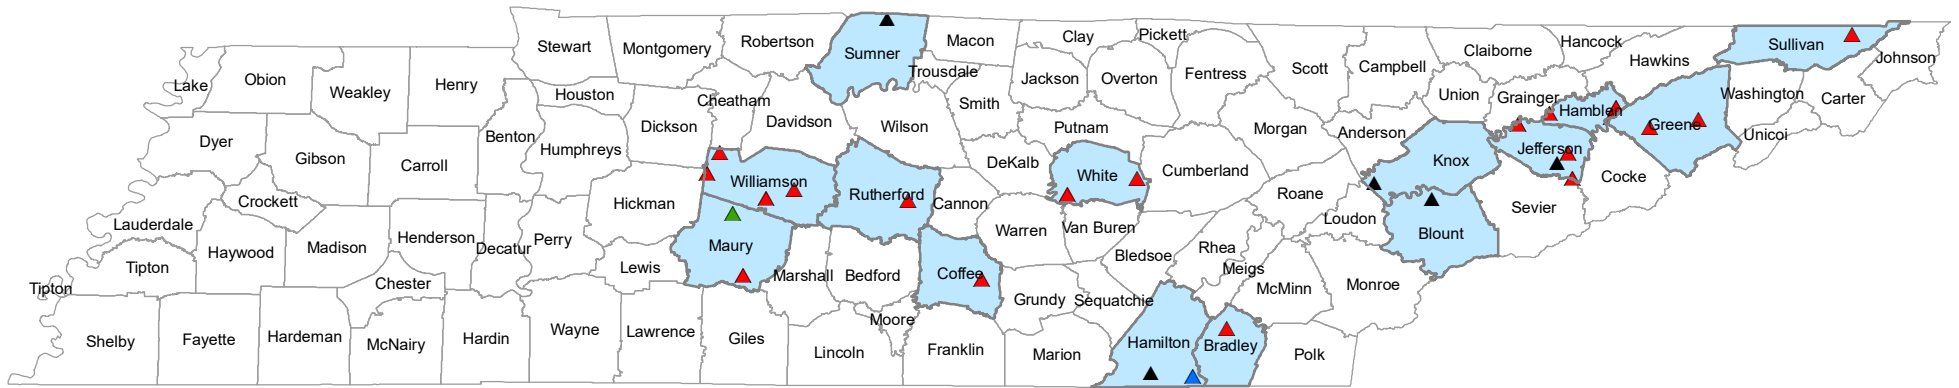 Stewart
Montgomery
Robertson
Sumner
Macon
Clay
Pickett
Scott
Campbell
Claiborne
Hancock
Hawkins
Sullivan
Johnson
Lake
Obion
Weakley
Henry
Houston
Cheatham
Trousdale
Jackson
Overton
Fentress
Union
Grainger
Hamblen
Washington
Carter
Dyer
Gibson
Carroll
Benton
Humphreys
Dickson
Davidson
Wilson
Smith
Putnam
Morgan
Anderson
Knox
Jefferson
Greene
Unicoi
Crockett
Hickman
Williamson
Rutherford
Cannon
DeKalb
White
Cumberland
Roane
Loudon
Sevier
Cocke
Lauderdale
Haywood
Madison
Henderson
Decatur
Perry
Lewis
Maury
Marshall
Bedford
Coffee
Warren
Van Buren
Bledsoe
Rhea
Meigs
McMinn
Monroe
Blount
Tipton
Tipton
Chester
Grundy
Sequatchie
Shelby
Fayette
Hardeman
McNairy
Hardin
Wayne
Lawrence
Giles
Lincoln
Moore
Franklin
Marion
Hamilton
Bradley
Polk